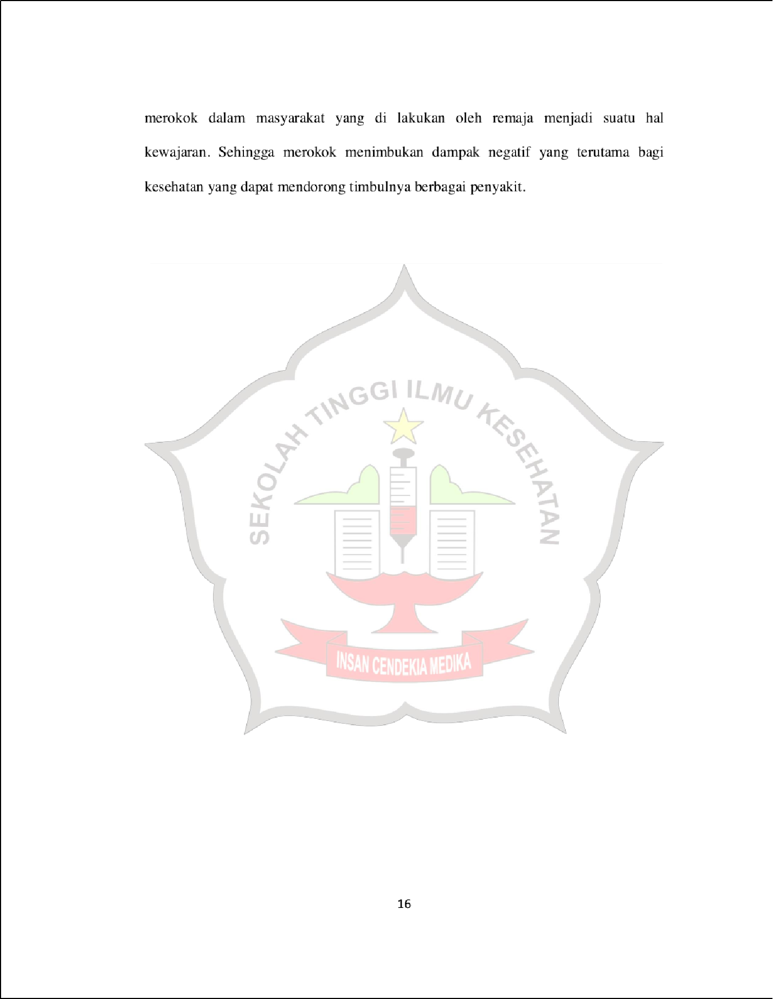 merokok dalam masyarakat yang di lakukan oleh remaja menjadi suatu hal
kewajaran. Sehingga merokok menimbukan dampak negatif yang terutama bagi
kesehatan yang dapat mendorong timbulnya berbagai penyakit.
SEKOLAH TINGGI ILMU KESEHATAN
INSAN CENDEKIA MEDIKA
16